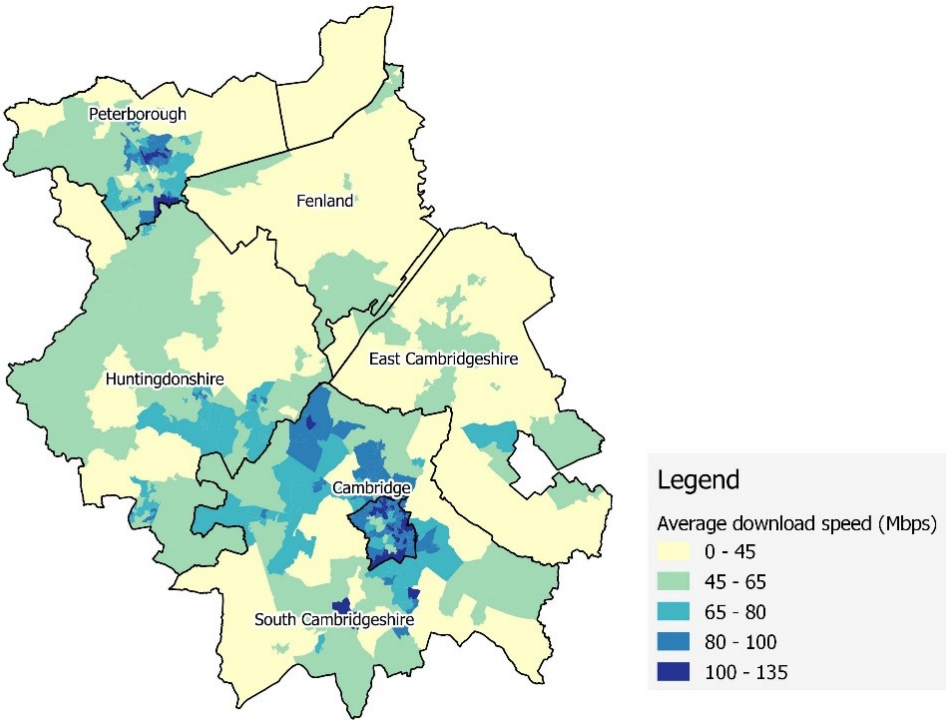 Peterborough
Fenland
East Cambridgeshire
Huntingdonshire
Cambridge
South Cambridgeshire
Legend
Average download speed (Mbps)
0 - 45
45 - 65
65 - 80
80 - 100
100 - 135